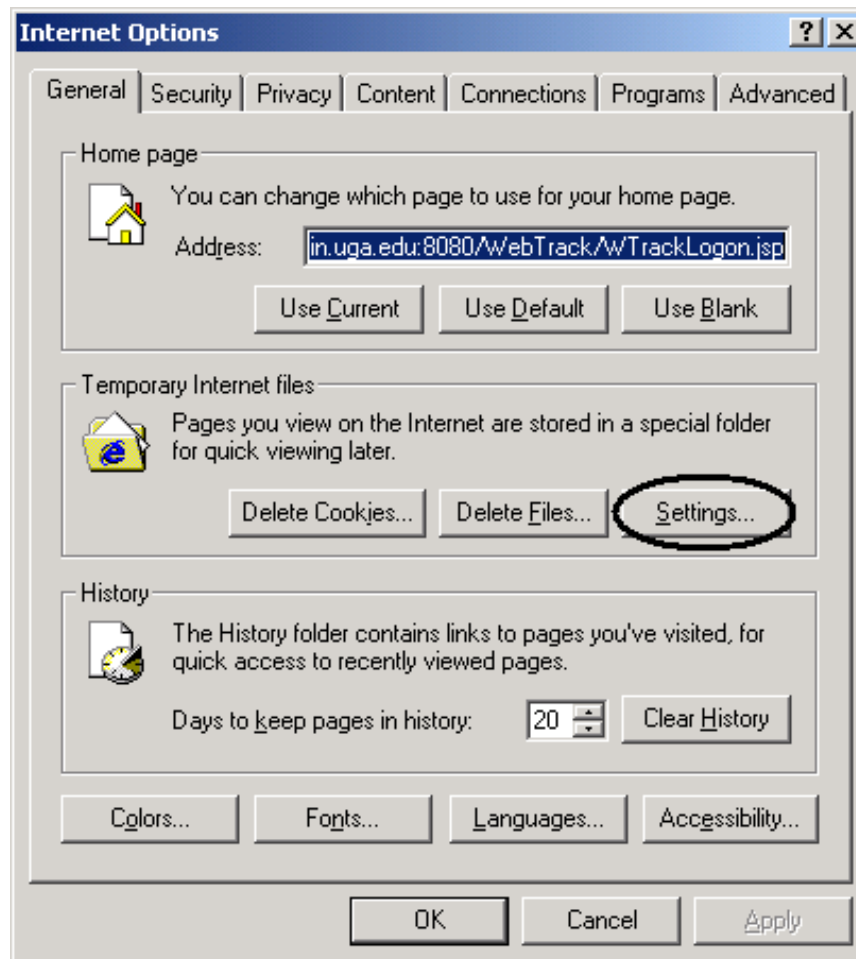 Internet Options
General Security Privacy Content Connections Programs Advanced
Home page
You can change which page to use for your home page.
Address: in.uga.edu:8080/WebTrack/WTrackLogon.jsp
Use Current Use Default Use Blank
Temporary Internet files
Pages you view on the Internet are stored in a special folder
for quick viewing later.
Delete Cookies... Delete Files... Settings...
History
The History folder contains links to pages you've visited, for
quick access to recently viewed pages.
Days to keep pages in history: 20 Clear History
Colors... Fonts... Languages... Accessibility...
OK Cancel Apply